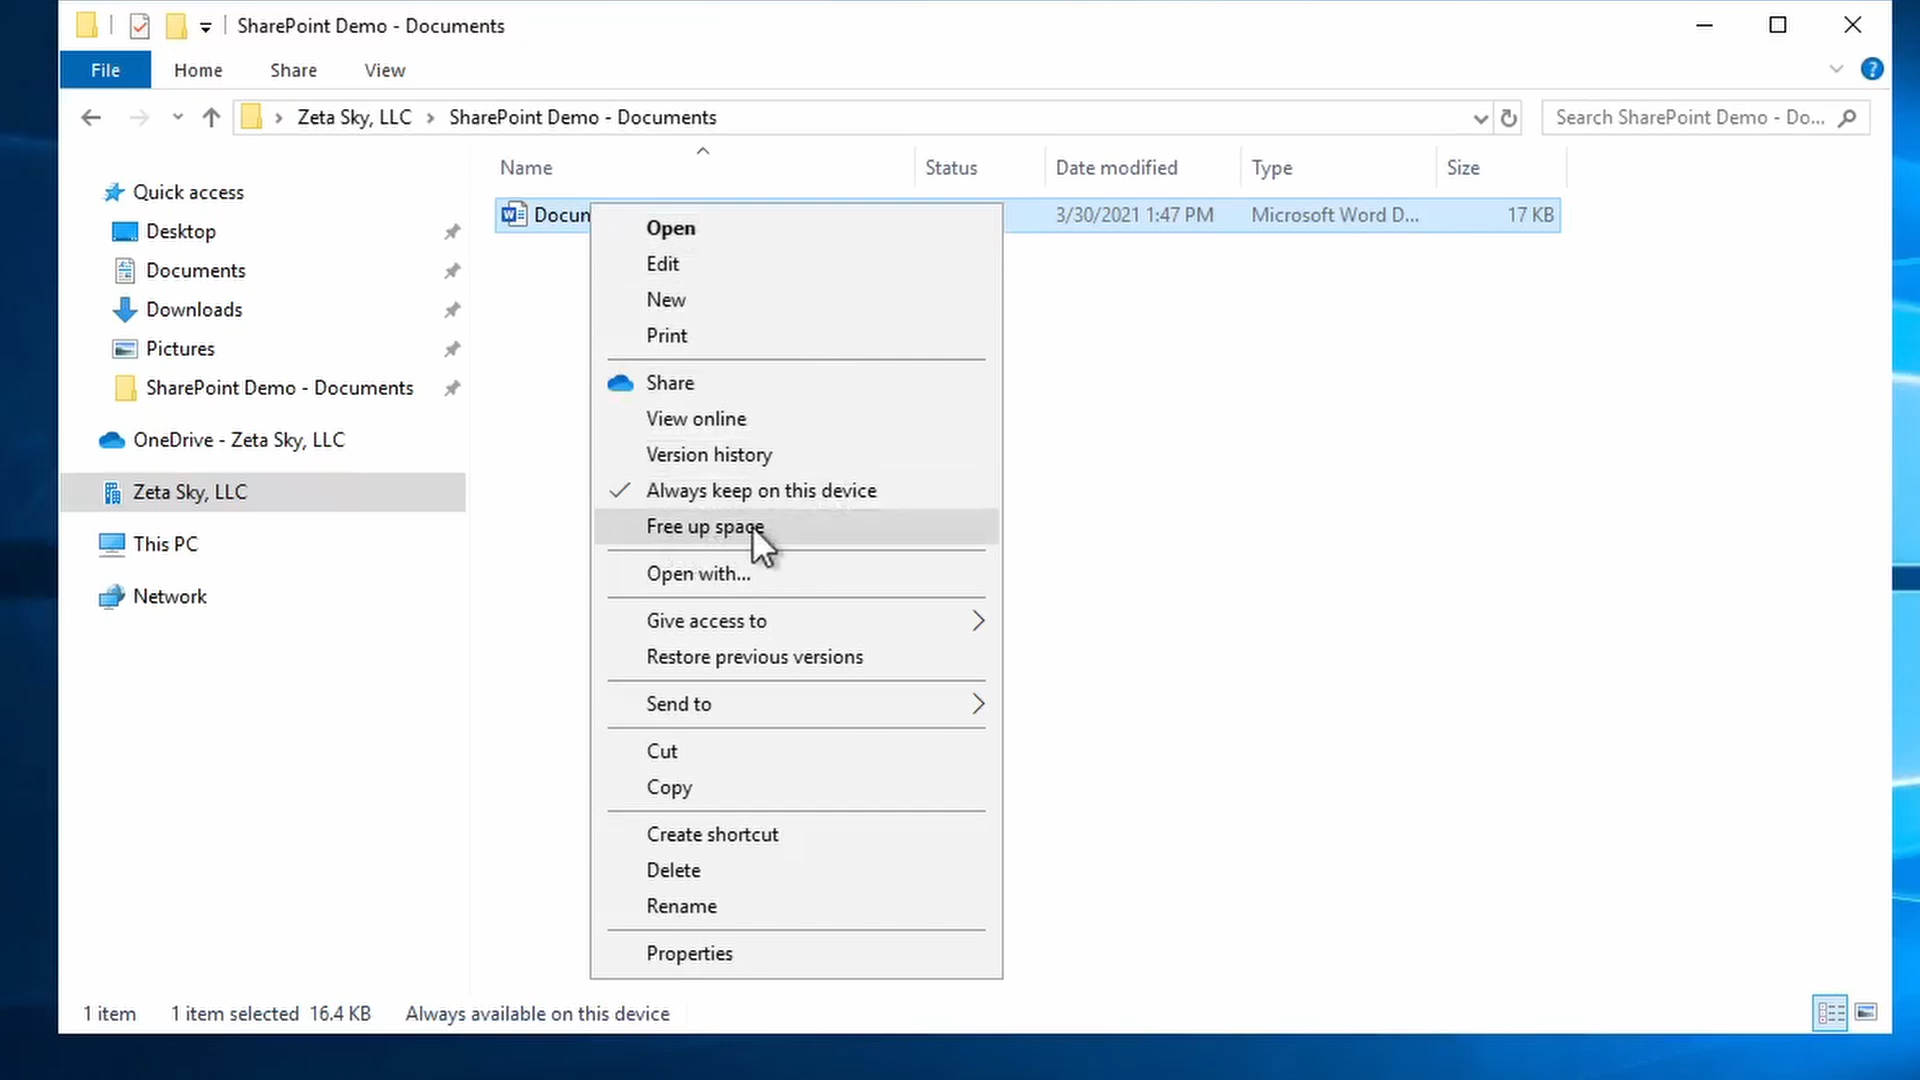 SharePoint Demo - Documents
File Home Share View
Zeta Sky, LLC SharePoint Demo - Documents
Search SharePoint Demo - Do...
Name Status Date modified Type Size
Docun 3/30/2021 1:47 PM Microsoft Word D... 17 KB
Quick access
Desktop
Documents
Downloads
Pictures
SharePoint Demo - Documents
OneDrive - Zeta Sky, LLC
Zeta Sky, LLC
This PC
Network
Open
Edit
New
Print
Share
View online
Version history
Always keep on this device
Free up space
Open with...
Give access to
Restore previous versions
Send to
Cut
Copy
Create shortcut
Delete
Rename
Properties
1 item 1 item selected 16.4 KB Always available on this device